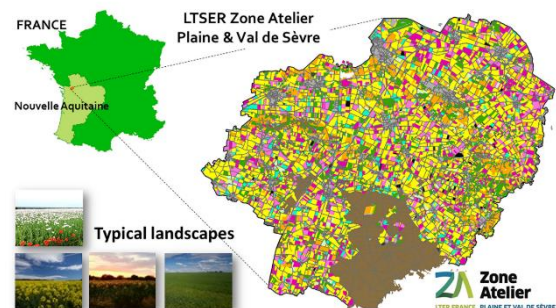 FRANCE
LTSER Zone Atelier
Plaine & Val de Sèvre
Nouvelle Aquitaine
Typical landscapes
ZA Zone
Atelier
LTER FRANCE PLAINE ET VAL DE SÈVRE